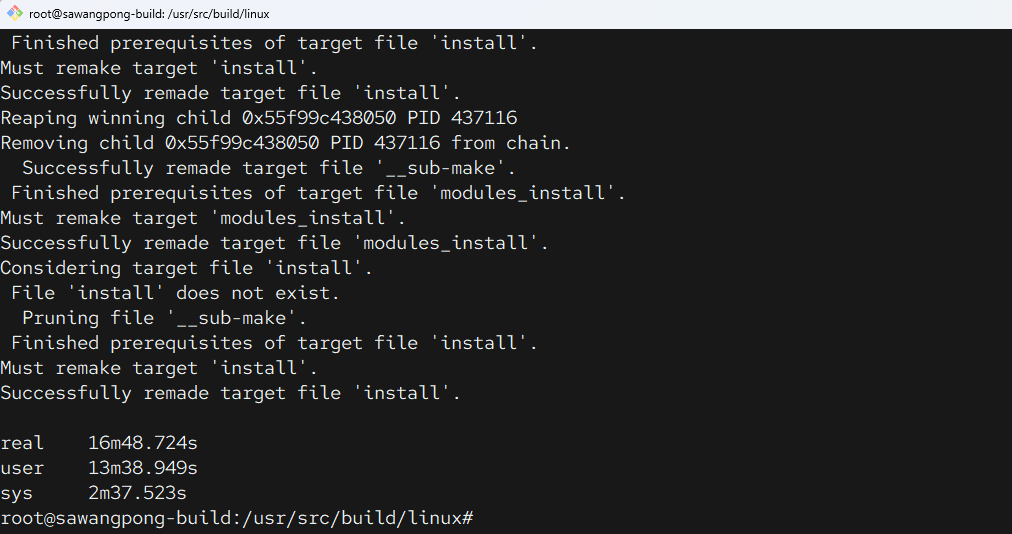 root@sawangpong-build: /usr/src/build/linux
 Finished prerequisites of target file 'install'.
Must remake target 'install'.
Successfully remade target file 'install'.
Reaping winning child 0x55f99c438050 PID 437116
Removing child 0x55f99c438050 PID 437116 from chain.
  Successfully remade target file '__sub-make'.
 Finished prerequisites of target file 'modules_install'.
Must remake target 'modules_install'.
Successfully remade target file 'modules_install'.
Considering target file 'install'.
 File 'install' does not exist.
  Pruning file '__sub-make'.
 Finished prerequisites of target file 'install'.
Must remake target 'install'.
Successfully remade target file 'install'.

real    16m48.724s
user    13m38.949s
sys     2m37.523s
root@sawangpong-build:/usr/src/build/linux#